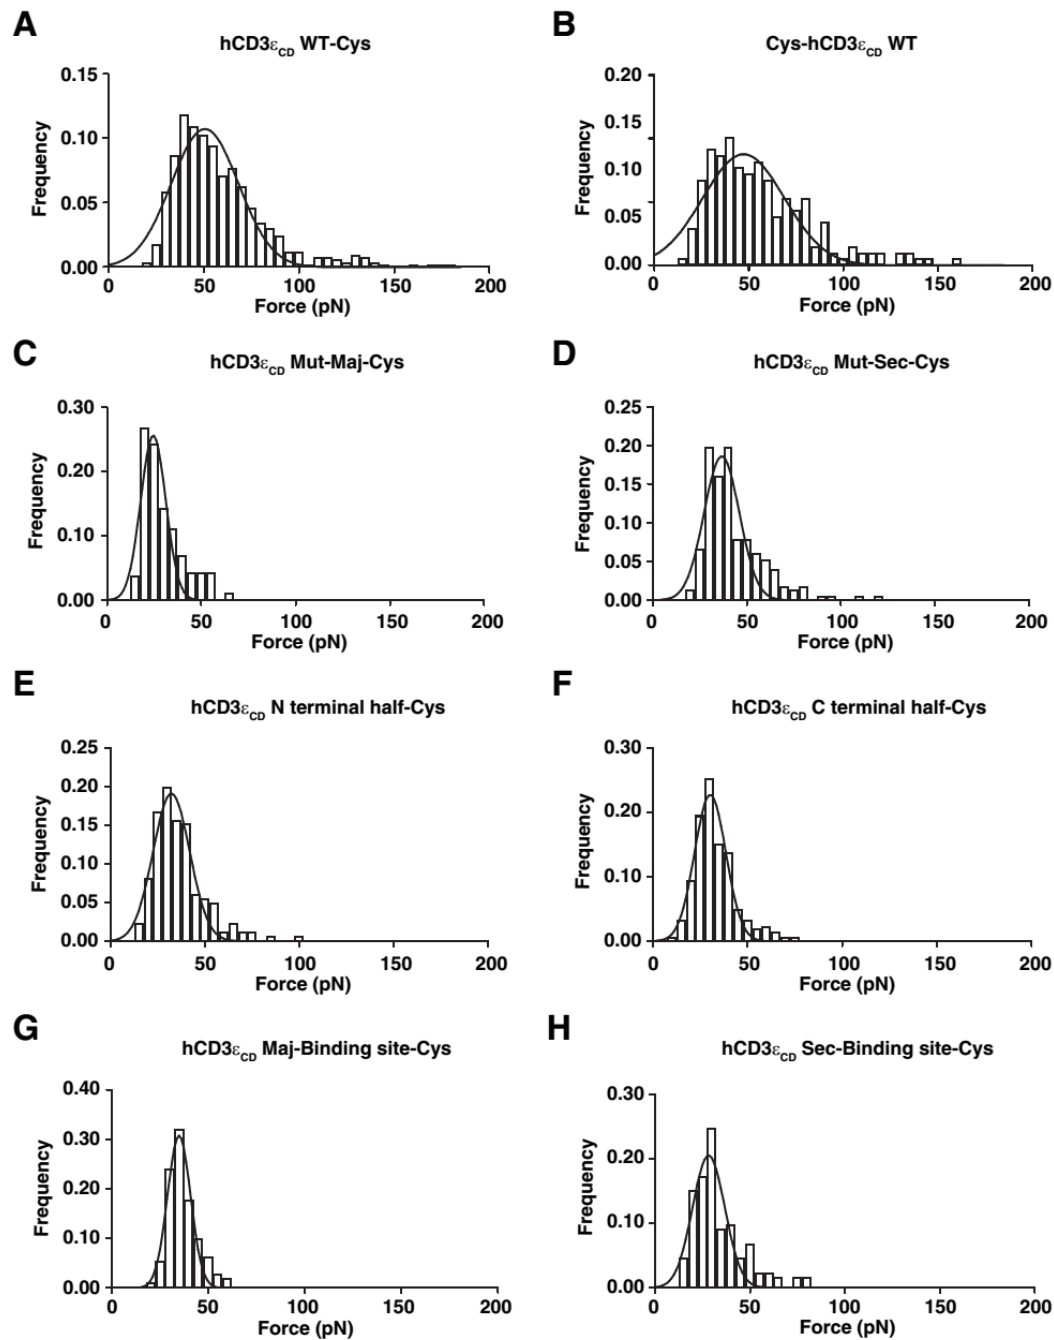 A
hCD3εCD WT-Cys
Frequency
0.15
0.10
0.05
0.00
0 50 100 150 200
Force (pN)
B
Cys-hCD3εCD WT
Frequency
0.20
0.15
0.10
0.05
0.00
0 50 100 150 200
Force (pN)
C
hCD3εCD Mut-Maj-Cys
Frequency
0.30
0.20
0.10
0.00
0 50 100 150 200
Force (pN)
D
hCD3εCD Mut-Sec-Cys
Frequency
0.25
0.20
0.15
0.10
0.05
0.00
0 50 100 150 200
Force (pN)
E
hCD3εCD N terminal half-Cys
Frequency
0.25
0.20
0.15
0.10
0.05
0.00
0 50 100 150 200
Force (pN)
F
hCD3εCD C terminal half-Cys
Frequency
0.30
0.20
0.10
0.00
0 50 100 150 200
Force (pN)
G
hCD3εCD Maj-Binding site-Cys
Frequency
0.40
0.30
0.20
0.10
0.00
0 50 100 150 200
Force (pN)
H
hCD3εCD Sec-Binding site-Cys
Frequency
0.30
0.20
0.10
0.00
0 50 100 150 200
Force (pN)